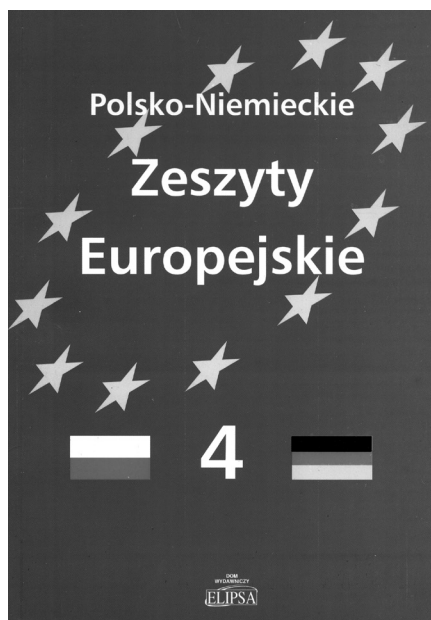 Polsko-Niemieckie
Zeszyty
Europejskie
4
DOM
WYDAWNICZY
ELIPSA